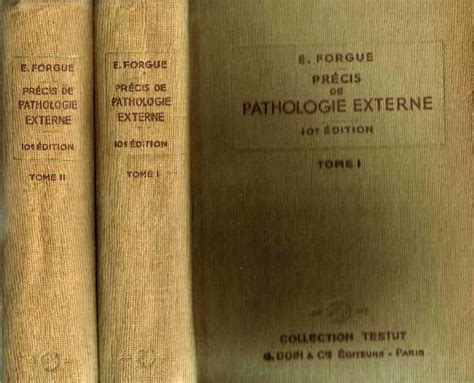 E. FORGUE
PRÉCIS DE
PATHOLOGIE
EXTERNE
10e ÉDITION
TOME II
E. FORGUE
PRÉCIS DE
PATHOLOGIE
EXTERNE
10e ÉDITION
TOME I
E. FORGUE
PRÉCIS
DE
PATHOLOGIE EXTERNE
10e ÉDITION
TOME I
COLLECTION TESTUT
G. DOIN & Cie ÉDITEURS - PARIS